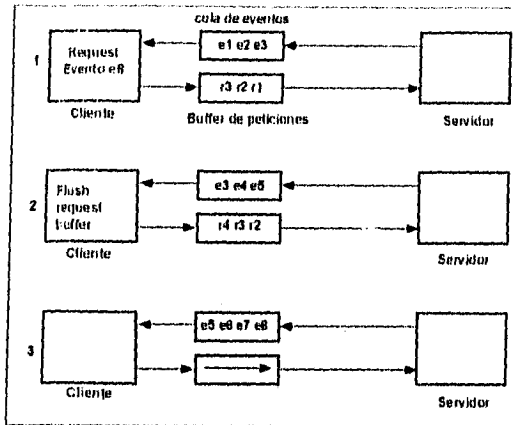 cola de eventos
1
Request
Evento e8
e1 e2 e3
r3 r2 r1
Cliente
Buffer de peticiones
Servidor
2
Flush
request
buffer
e3 e4 e5
r4 r3 r2
Cliente
Servidor
3
e5 e6 e7 e8
Cliente
Servidor